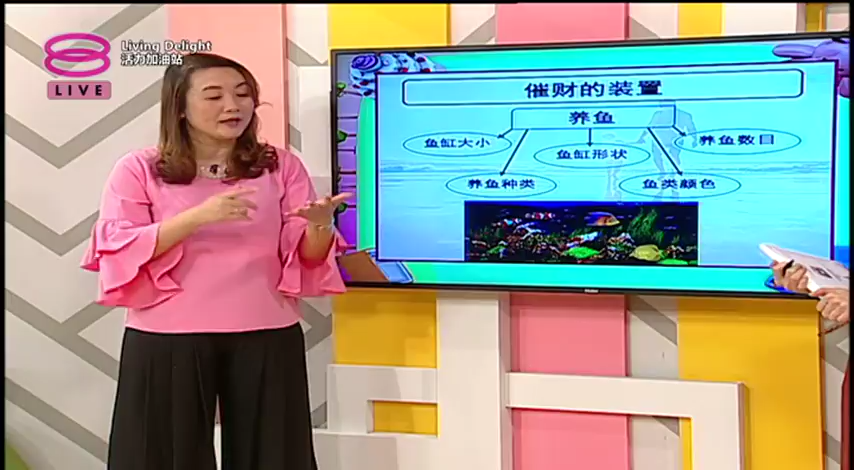 Living Delight
活力加油站
LIVE
催财的装置
养鱼
鱼缸大小
鱼缸形状
养鱼数目
养鱼种类
鱼类颜色